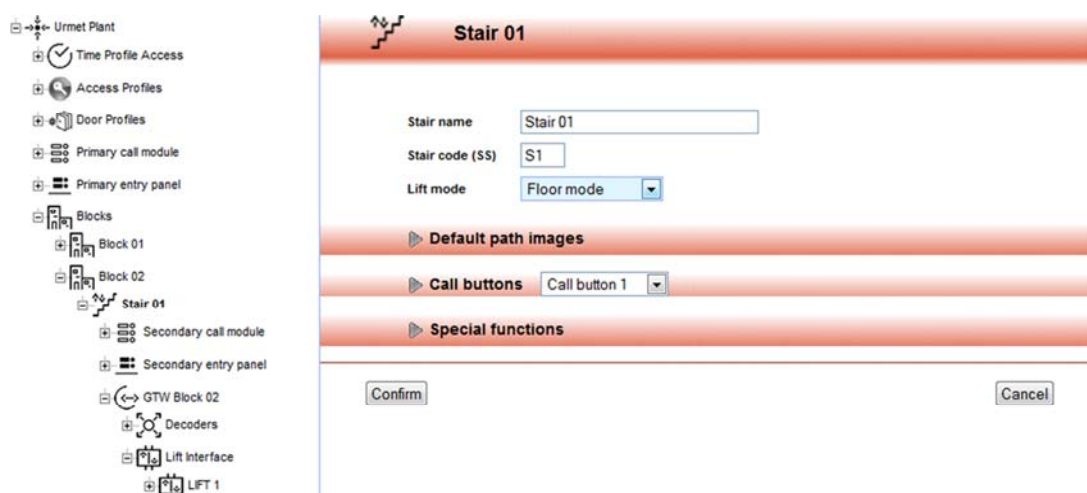 Urmet Plant
Time Profile Access
Access Profiles
Door Profiles
Primary call module
Primary entry panel
Blocks
Block 01
Block 02
Stair 01
Secondary call module
Secondary entry panel
GTW Block 02
Decoders
Lift Interface
LIFT 1
Stair 01
Stair name Stair 01
Stair code (SS) S1
Lift mode Floor mode
Default path images
Call buttons Call button 1
Special functions
Confirm Cancel